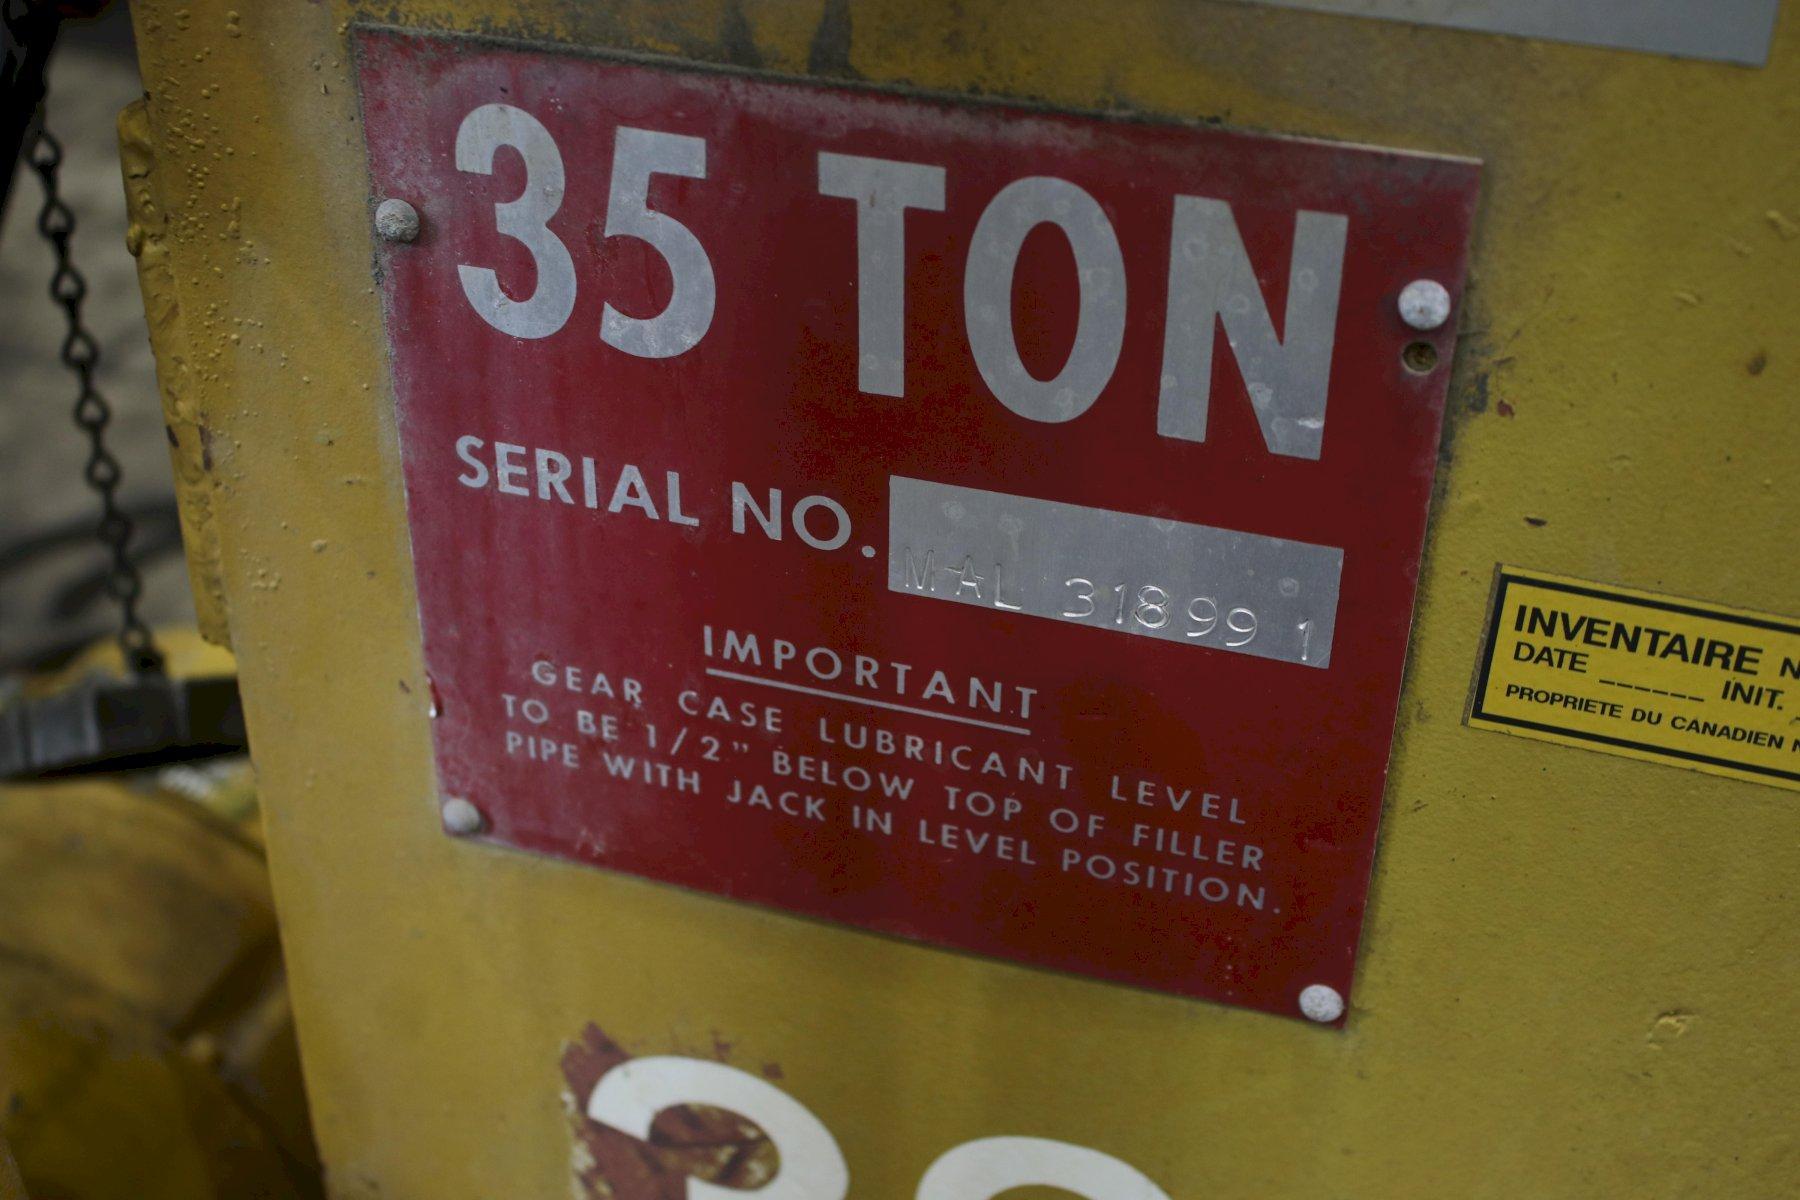 35 TON
SERIAL NO. MAL 31899 1
IMPORTANT
GEAR CASE LUBRICANT LEVEL
TO BE 1/2" BELOW TOP OF FILLER
PIPE WITH JACK IN LEVEL POSITION.
INVENTAIRE N
DATE ______ INIT.
PROPRIETE DU CANADIEN N